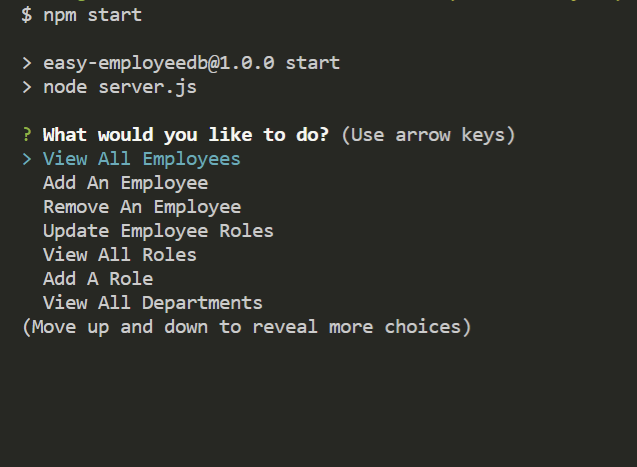 $ npm start
> easy-employeedb@1.0.0 start
> node server.js
? What would you like to do? (Use arrow keys)
> View All Employees
Add An Employee
Remove An Employee
Update Employee Roles
View All Roles
Add A Role
View All Departments
(Move up and down to reveal more choices)